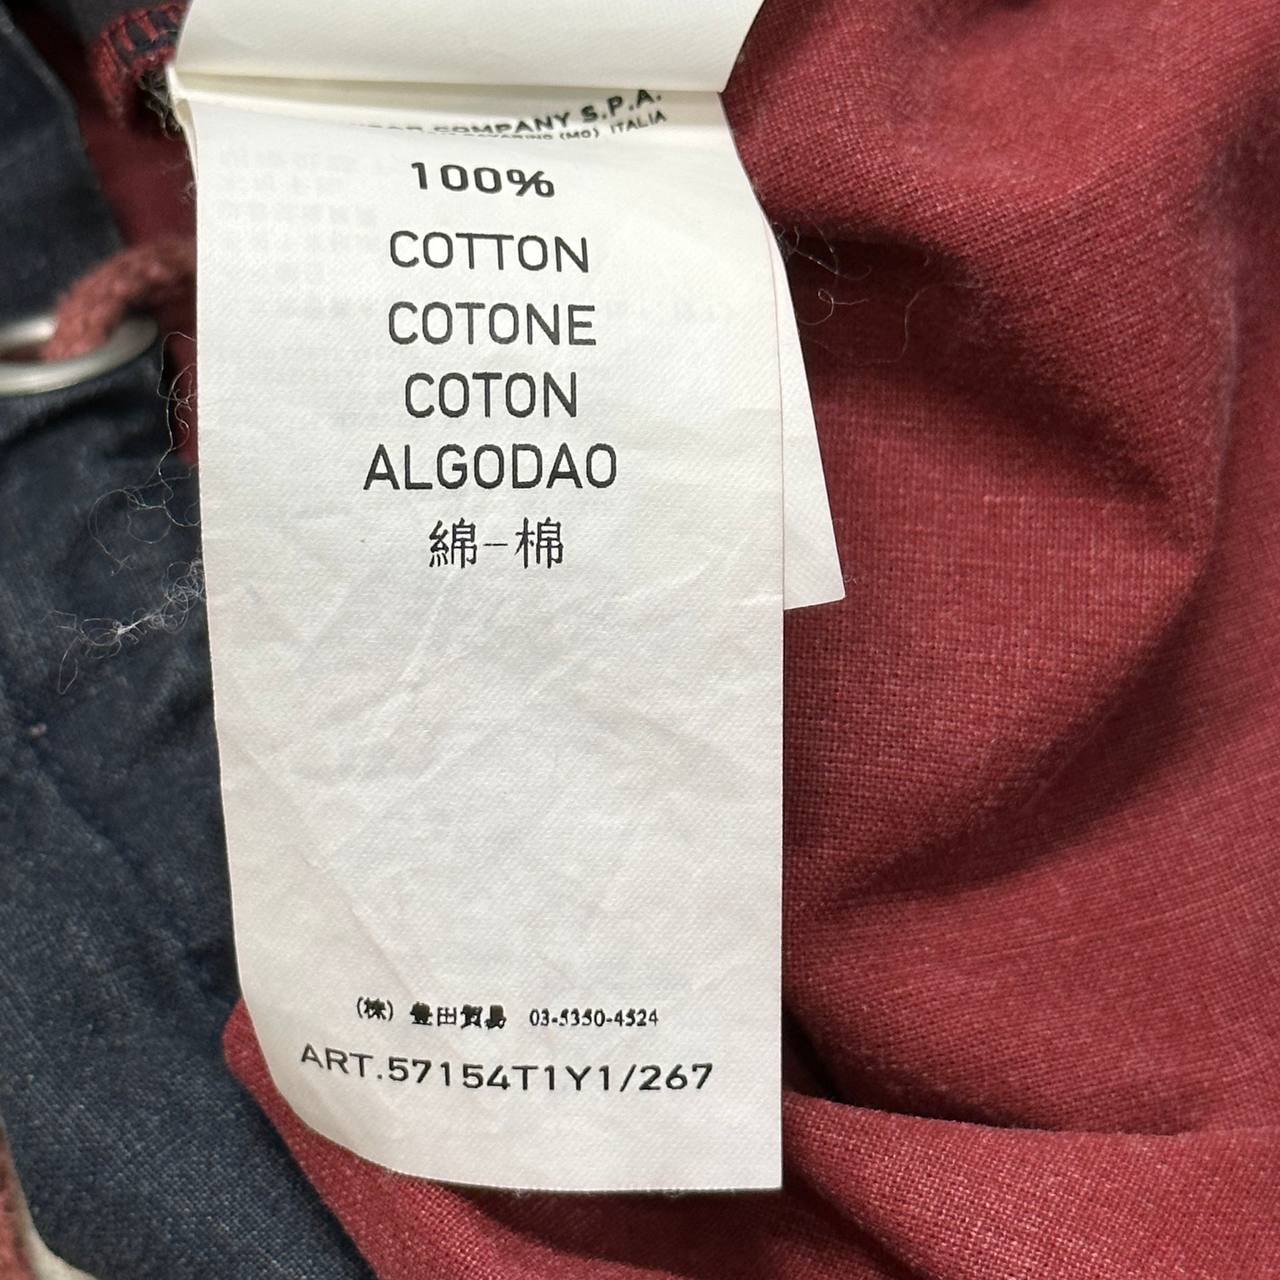 COMPANY S.P.A.
(MO) ITALIA
100%
COTTON
COTONE
COTON
ALGODAO
綿-棉
(株) 豊田貿易 03-5350-4524
ART.57154T1Y1/267